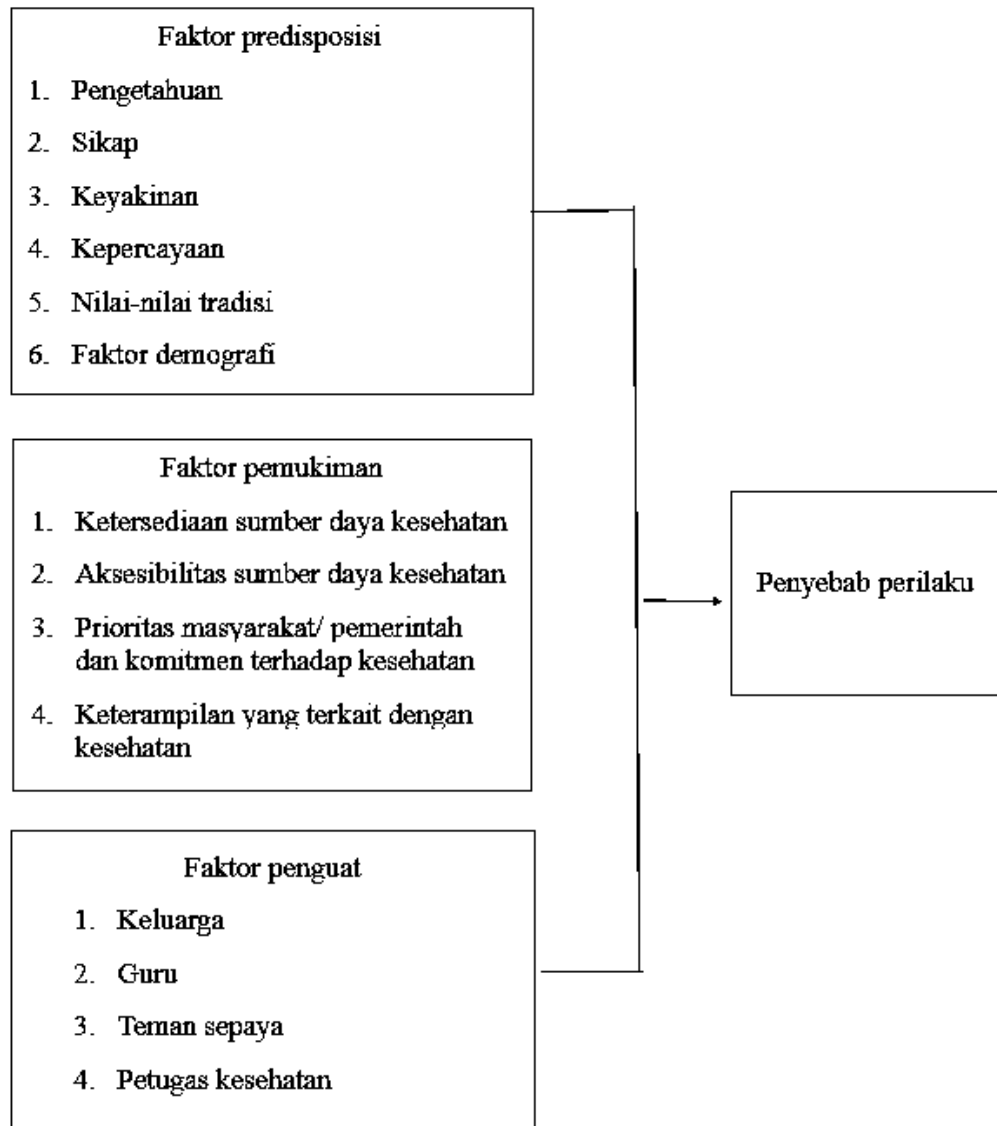 Faktor predisposisi
1. Pengetahuan
2. Sikap
3. Keyakinan
4. Kepercayaan
5. Nilai-nilai tradisi
6. Faktor demografi
Faktor pemukiman
1. Ketersediaan sumber daya kesehatan
2. Aksesibilitas sumber daya kesehatan
3. Prioritas masyarakat/ pemerintah
dan komitmen terhadap kesehatan
4. Keterampilan yang terkait dengan
kesehatan
Penyebab perilaku
Faktor penguat
1. Keluarga
2. Guru
3. Teman sepaya
4. Petugas kesehatan